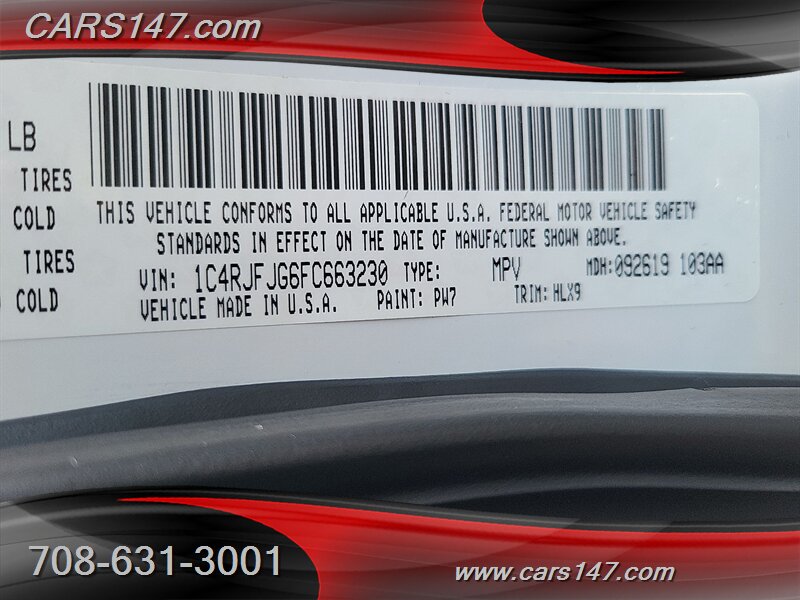 CARS147.com
LB
TIRES
COLD
THIS VEHICLE CONFORMS TO ALL APPLICABLE U.S.A. FEDERAL MOTOR VEHICLE SAFETY
STANDARDS IN EFFECT ON THE DATE OF MANUFACTURE SHOWN ABOVE.
TIRES
VIN: 1C4RJFJG6FC663230 TYPE: MPV MDH:092619 103AA
COLD
VEHICLE MADE IN U.S.A. PAINT: PW7 TRIM: HLX9
708-631-3001
www.cars147.com